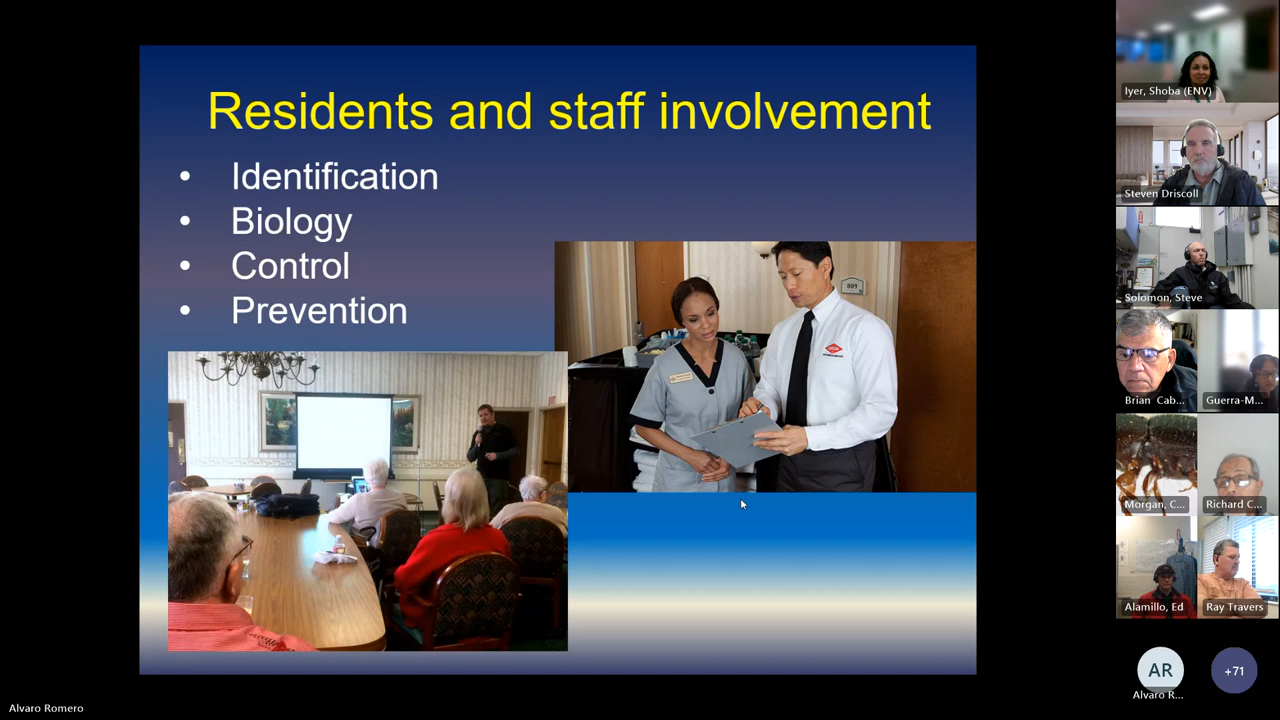 Residents and staff involvement
• Identification
• Biology
• Control
• Prevention
809
Iyer, Shoba (ENV)
Steven Driscoll
Solomon, Steve
Brian Cab...
Guerra-M...
Morgan, C...
Richard C...
Alamillo, Ed
Ray Travers
AR
+71
Alvaro R...
Alvaro Romero